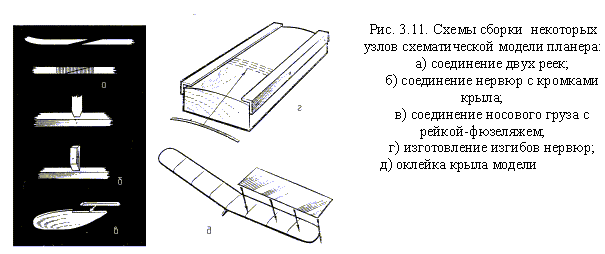 Рис. 3.11. Схемы сборки некоторых
узлов схематической модели планера:
а) соединение двух реек;
б) соединение нервюр с кромками
крыла;
в) соединение носового груза с
рейкой-фюзеляжем;
г) изготовление изгибов нервюр;
д) оклейка крыла модели
а
б
в
г
д